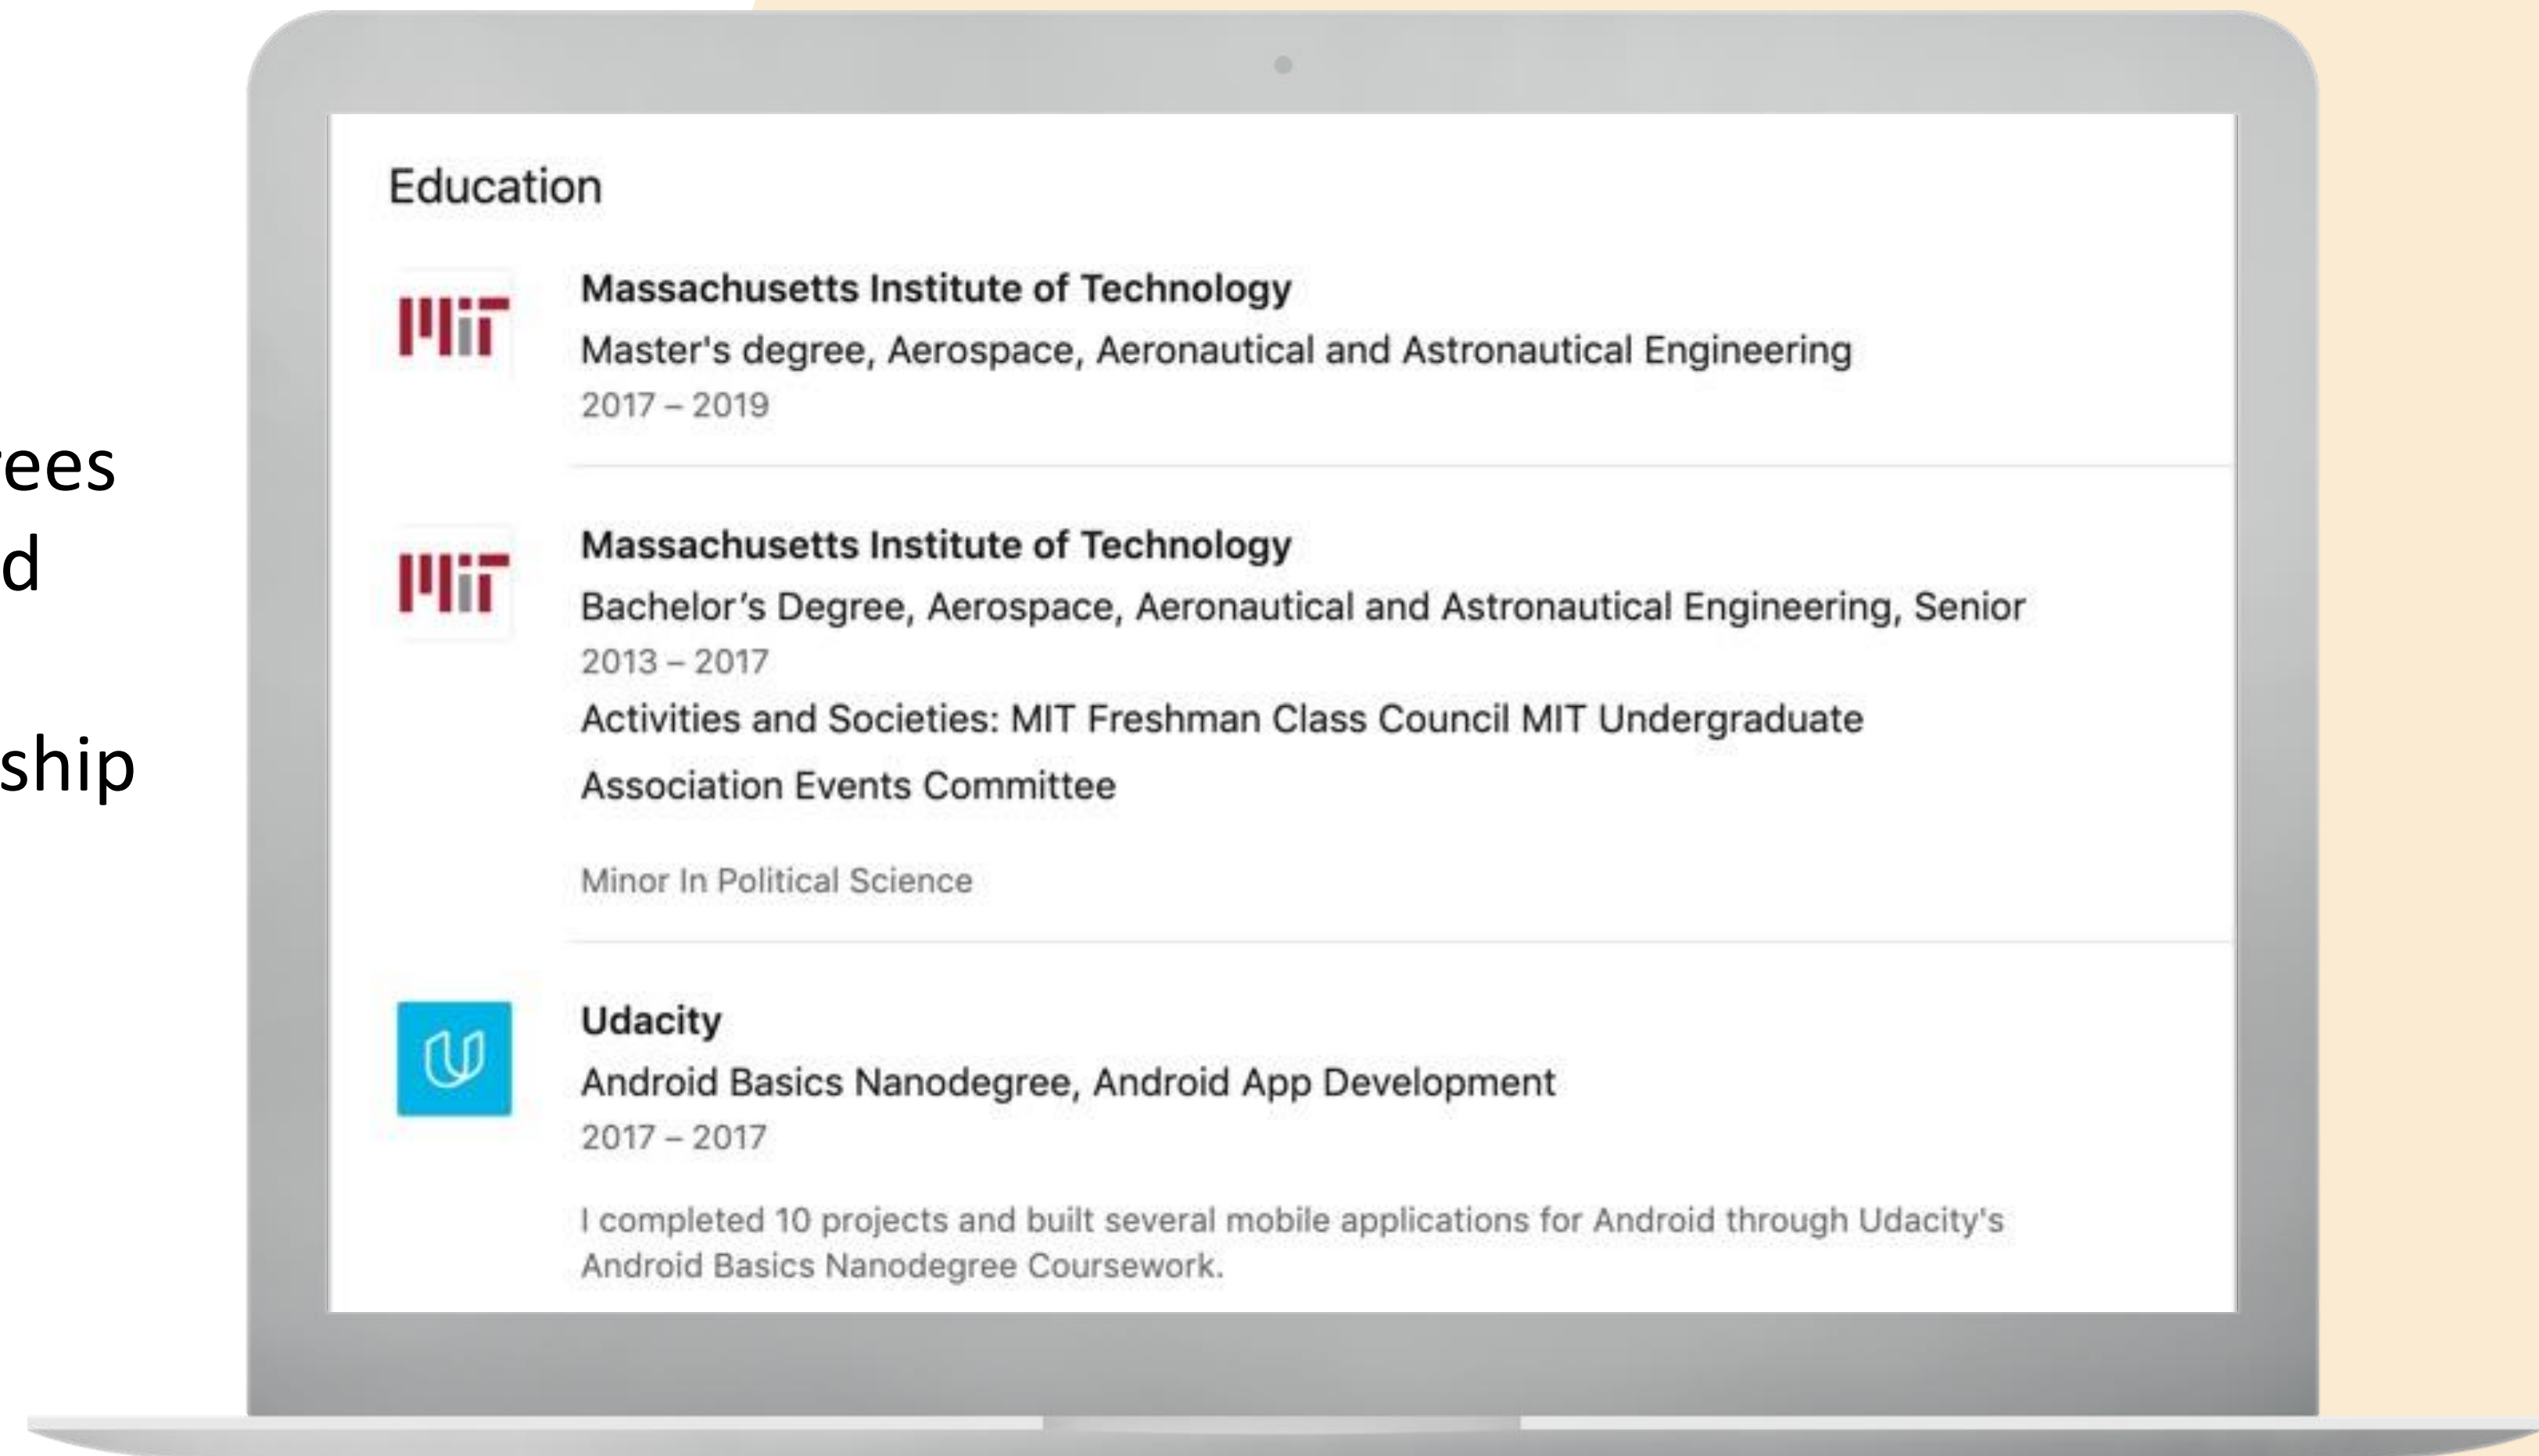 rees
d
ship
Education
MIT
Massachusetts Institute of Technology
Master's degree, Aerospace, Aeronautical and Astronautical Engineering
2017 – 2019
MIT
Massachusetts Institute of Technology
Bachelor’s Degree, Aerospace, Aeronautical and Astronautical Engineering, Senior
2013 – 2017
Activities and Societies: MIT Freshman Class Council MIT Undergraduate
Association Events Committee
Minor In Political Science
Udacity
Android Basics Nanodegree, Android App Development
2017 – 2017
I completed 10 projects and built several mobile applications for Android through Udacity's
Android Basics Nanodegree Coursework.